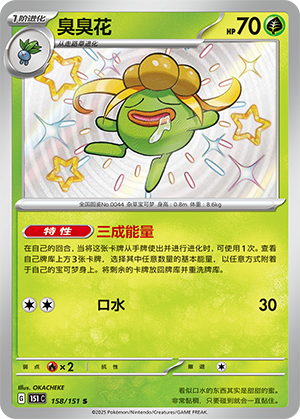 1阶进化 臭臭花 HP70
从走路草进化
全国图鉴No.0044 杂草宝可梦 身高:0.8m 体重:8.6kg
特性 三成能量
在自己的回合,当将这张卡牌从手牌使出并进行进化时,可使用1次。查看
自己牌库上方3张卡牌,选择其中任意数量的基本能量,以任意方式附着
于自己的宝可梦身上。将剩余的卡牌放回牌库并重洗牌库。
口水 30
弱点 ×2 抗性 撤退
Illus. OKACHEKE
G 151 C 158/151 S
看似口水的东西其实是甜甜的蜜。
非常黏稠,只要碰到就会一直粘着。
©2025 Pokémon/Nintendo/Creatures/GAME FREAK.